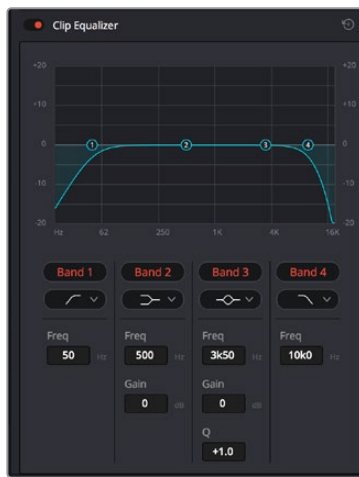 Clip Equalizer
+20 +20
+10 +10
0 1 2 3 4 0
-10 -10
-20 -20
Hz 62 250 1K 4K 16K
Band 1 Band 2 Band 3 Band 4
Freq Freq Freq Freq
50 Hz 500 Hz 3k50 Hz 10k0 Hz
Gain Gain
0 dB 0 dB
Q
+1.0